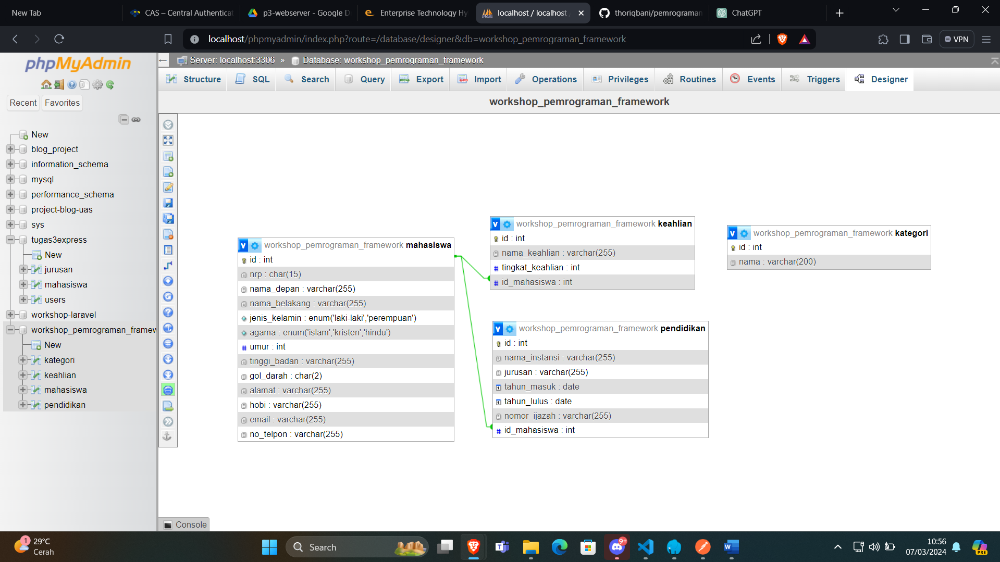 New Tab
CAS – Central Authenticat
p3-webserver - Google D
Enterprise Technology Hy
localhost / localhost /
thoriqbani/pemrograman
ChatGPT
localhost/phpmyadmin/index.php?route=/database/designer&db=workshop_pemrograman_framework
VPN
phpMyAdmin
Server: localhost:3306 » Database: workshop_pemrograman_framework
Structure
SQL
Search
Query
Export
Import
Operations
Privileges
Routines
Events
Triggers
Designer
Recent
Favorites
workshop_pemrograman_framework
New
blog_project
information_schema
mysql
performance_schema
project-blog-uas
sys
tugas3express
New
jurusan
mahasiswa
users
workshop-laravel
workshop_pemrograman_framew
New
kategori
keahlian
mahasiswa
pendidikan
v workshop_pemrograman_framework mahasiswa
id : int
nrp : char(15)
nama_depan : varchar(255)
nama_belakang : varchar(255)
jenis_kelamin : enum('laki-laki','perempuan')
agama : enum('islam','kristen','hindu')
# umur : int
tinggi_badan : varchar(255)
gol_darah : char(2)
alamat : varchar(255)
hobi : varchar(255)
email : varchar(255)
no_telpon : varchar(255)
v workshop_pemrograman_framework keahlian
id : int
nama_keahlian : varchar(255)
# tingkat_keahlian : int
# id_mahasiswa : int
v workshop_pemrograman_framework pendidikan
id : int
nama_instansi : varchar(255)
jurusan : varchar(255)
tahun_masuk : date
tahun_lulus : date
nomor_ijazah : varchar(255)
# id_mahasiswa : int
v workshop_pemrograman_framework kategori
id : int
nama : varchar(200)
Console
1
29°C
Cerah
Search
9+
10:56
07/03/2024
PRE